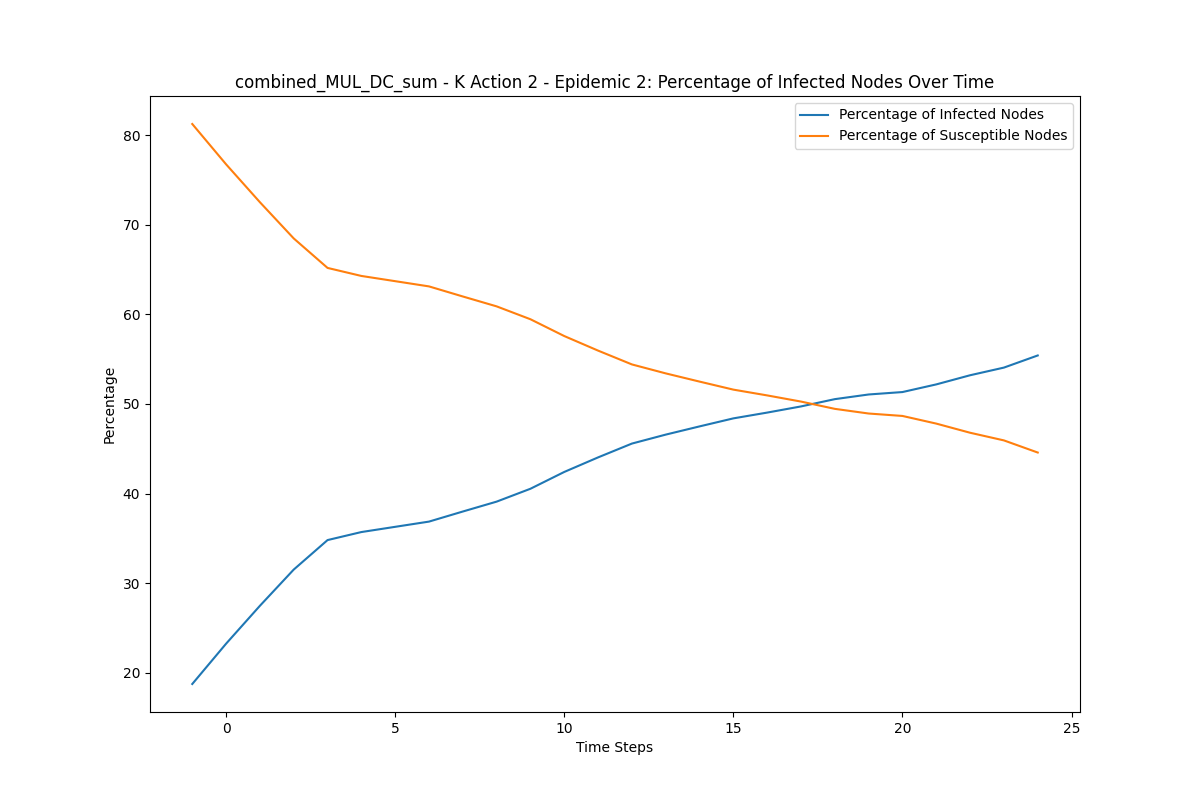 combined_MUL_DC_sum - K Action 2 - Epidemic 2: Percentage of Infected Nodes Over Time
Percentage of Infected Nodes
Percentage of Susceptible Nodes
80
70
60
50
40
30
20
Percentage
0
5
10
15
20
25
Time Steps